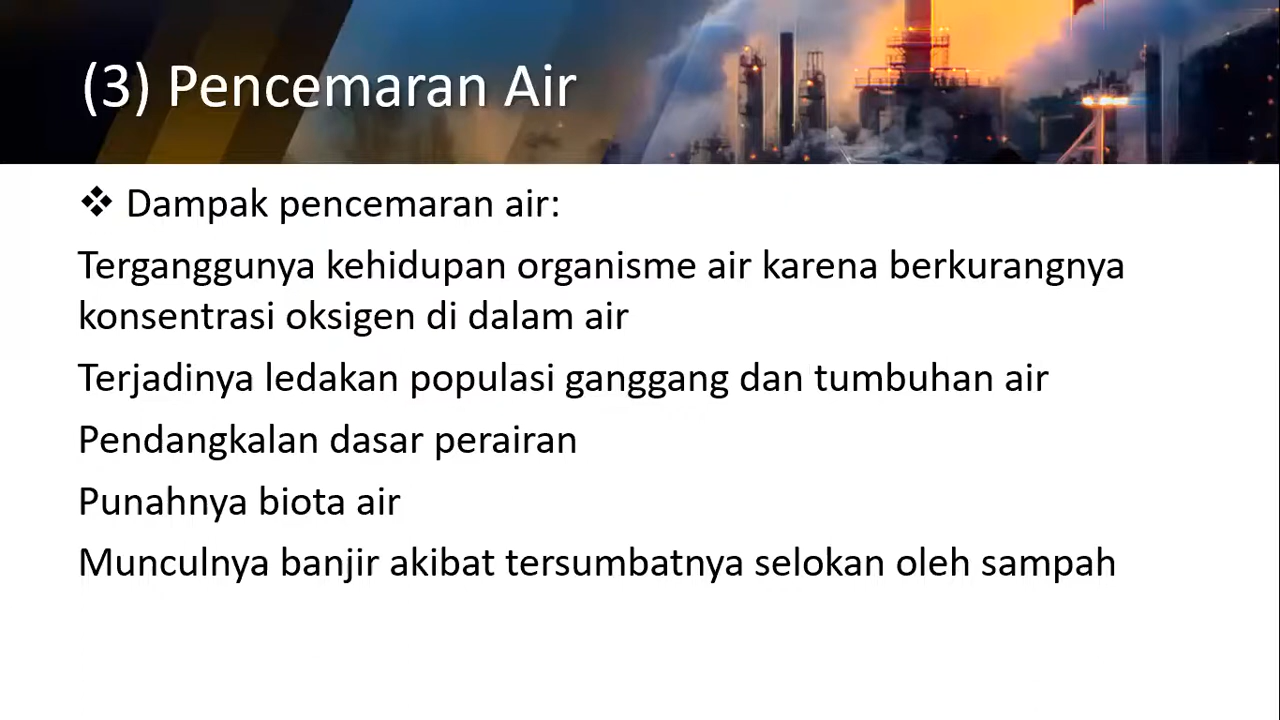 (3) Pencemaran Air
❖ Dampak pencemaran air:
Terganggunya kehidupan organisme air karena berkurangnya
konsentrasi oksigen di dalam air
Terjadinya ledakan populasi ganggang dan tumbuhan air
Pendangkalan dasar perairan
Punahnya biota air
Munculnya banjir akibat tersumbatnya selokan oleh sampah